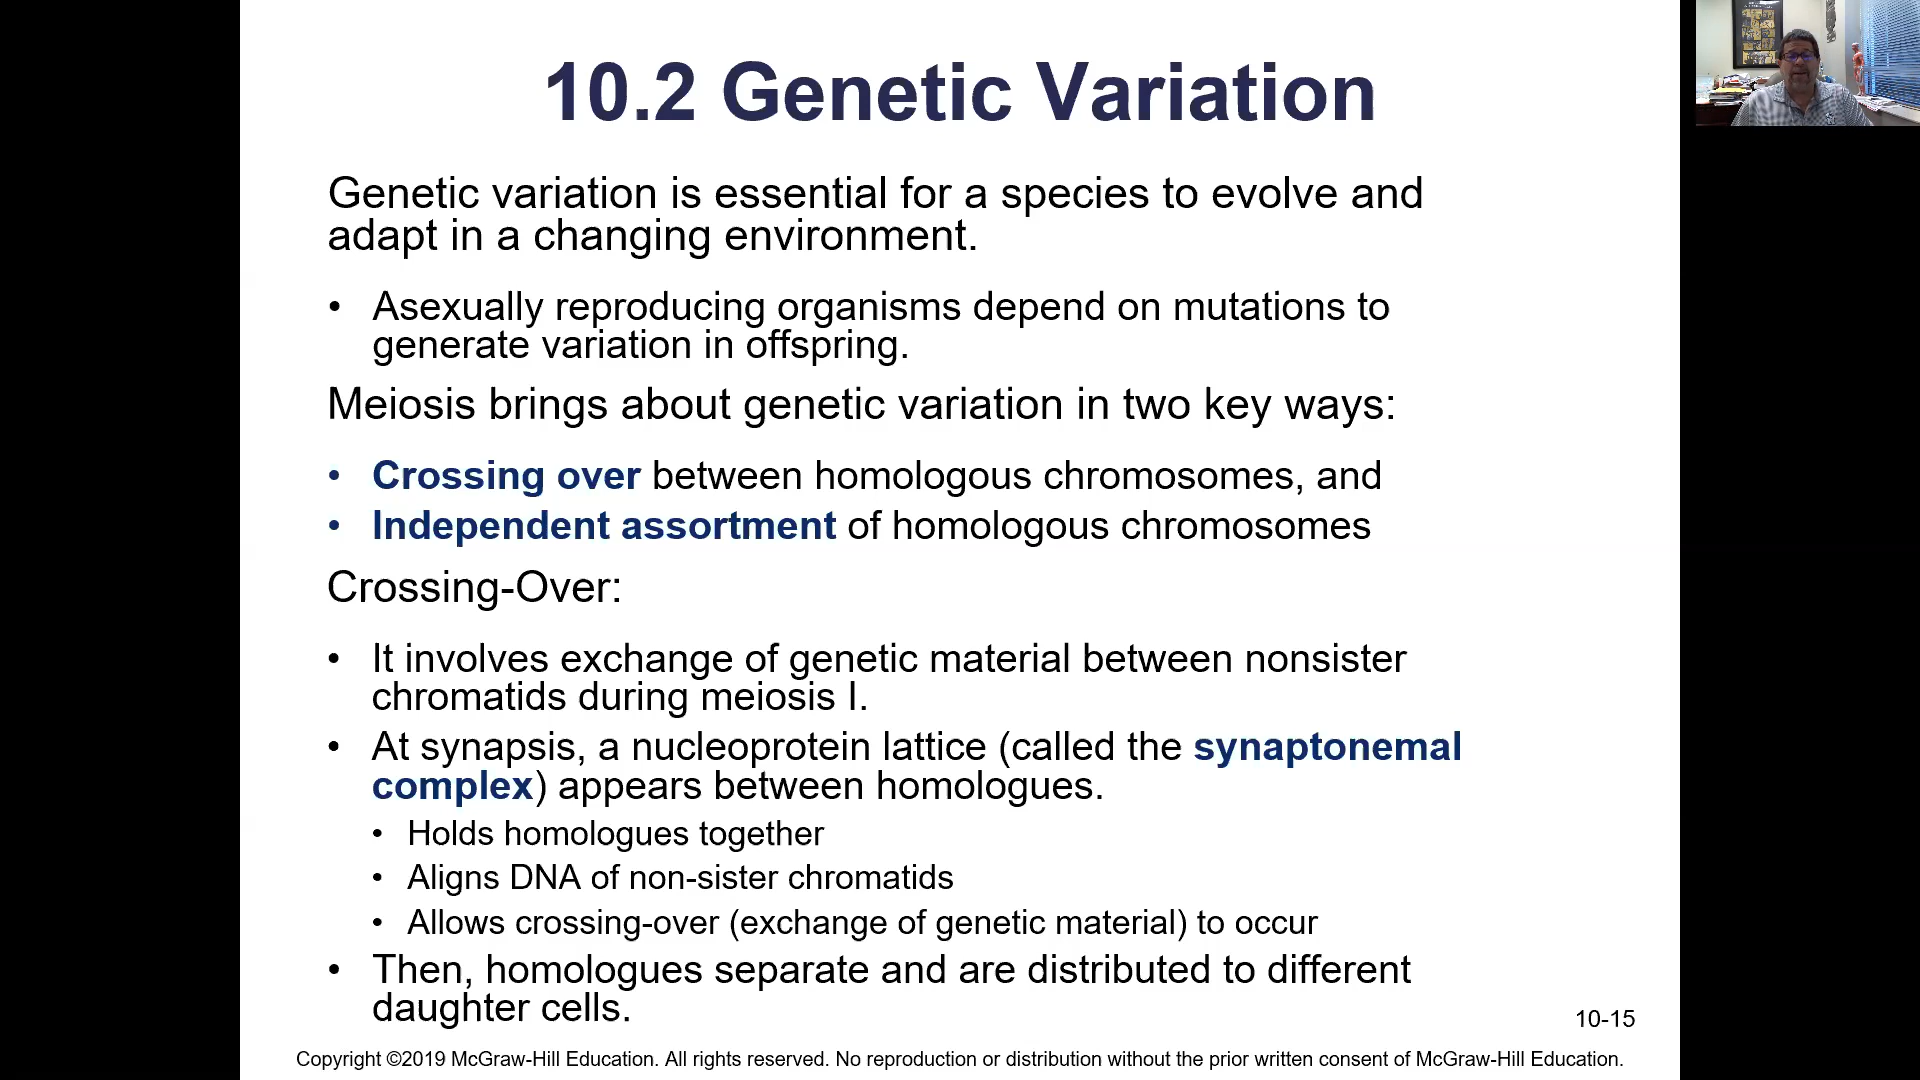 10.2 Genetic Variation
Genetic variation is essential for a species to evolve and
adapt in a changing environment.
• Asexually reproducing organisms depend on mutations to
generate variation in offspring.
Meiosis brings about genetic variation in two key ways:
• Crossing over between homologous chromosomes, and
• Independent assortment of homologous chromosomes
Crossing-Over:
• It involves exchange of genetic material between nonsister
chromatids during meiosis I.
• At synapsis, a nucleoprotein lattice (called the synaptonemal
complex) appears between homologues.
• Holds homologues together
• Aligns DNA of non-sister chromatids
• Allows crossing-over (exchange of genetic material) to occur
• Then, homologues separate and are distributed to different
daughter cells.
10-15
Copyright ©2019 McGraw-Hill Education. All rights reserved. No reproduction or distribution without the prior written consent of McGraw-Hill Education.